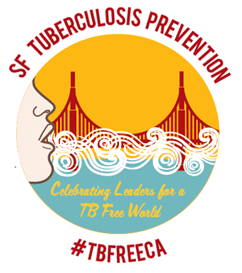 SF TUBERCULOSIS PREVENTION
Celebrating Leaders for a
TB Free World
#TBFREECA